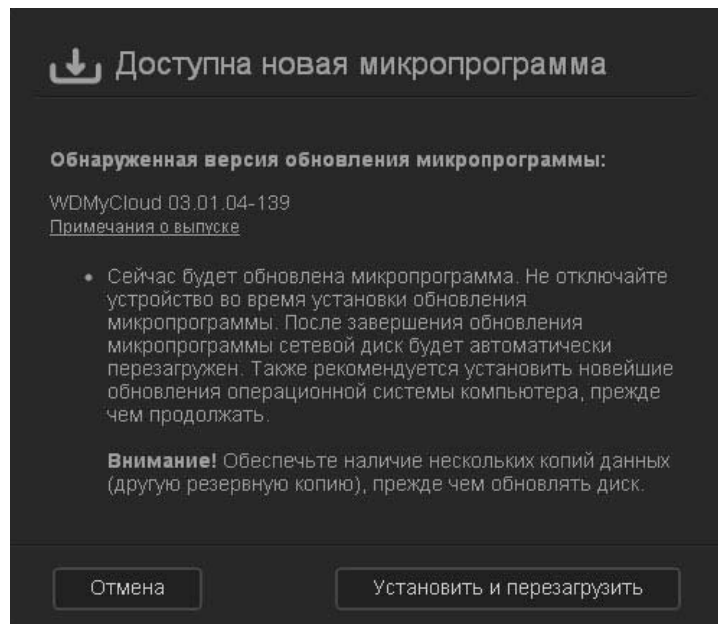 Доступна новая микропрограмма
Обнаруженная версия обновления микропрограммы:
WDMyCloud 03.01.04-139
Примечания о выпуске
• Сейчас будет обновлена микропрограмма. Не отключайте
устройство во время установки обновления
микропрограммы. После завершения обновления
микропрограммы сетевой диск будет автоматически
перезагружен. Также рекомендуется установить новейшие
обновления операционной системы компьютера, прежде
чем продолжать.
Внимание! Обеспечьте наличие нескольких копий данных
(другую резервную копию), прежде чем обновлять диск.
Отмена
Установить и перезагрузить